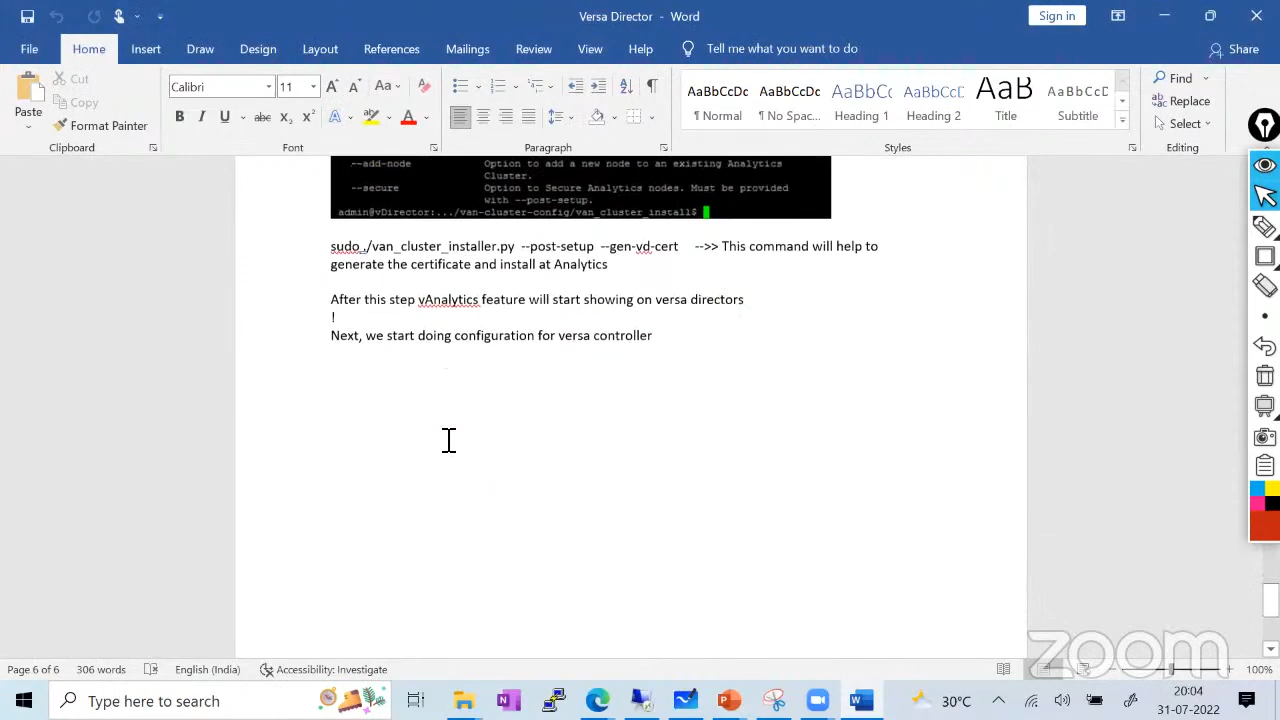 Versa Director - Word
Sign in
File Home Insert Draw Design Layout References Mailings Review View Help Tell me what you want to do Share
Paste
Cut
Copy
Format Painter
Clipboard
Calibri 11
Font
Paragraph
AaBbCcDc AaBbCcDc AaBbCc AaBbCcD AaB AaBbCcD
¶ Normal ¶ No Spac... Heading 1 Heading 2 Title Subtitle
Styles
Find
Replace
Select
Editing
--add-node Option to add a new node to an existing Analytics
Cluster.
--secure Option to Secure Analytics nodes. Must be provided
with --post-setup.
admin@vDirector:.../van-cluster-config/van_cluster_install$
sudo ./van_cluster_installer.py --post-setup --gen-vd-cert -->> This command will help to
generate the certificate and install at Analytics
After this step vAnalytics feature will start showing on versa directors
!
Next, we start doing configuration for versa controller
zoom
Page 6 of 6 306 words English (India) Accessibility: Investigate 100%
Type here to search
30°C
20:01
31-07-2022